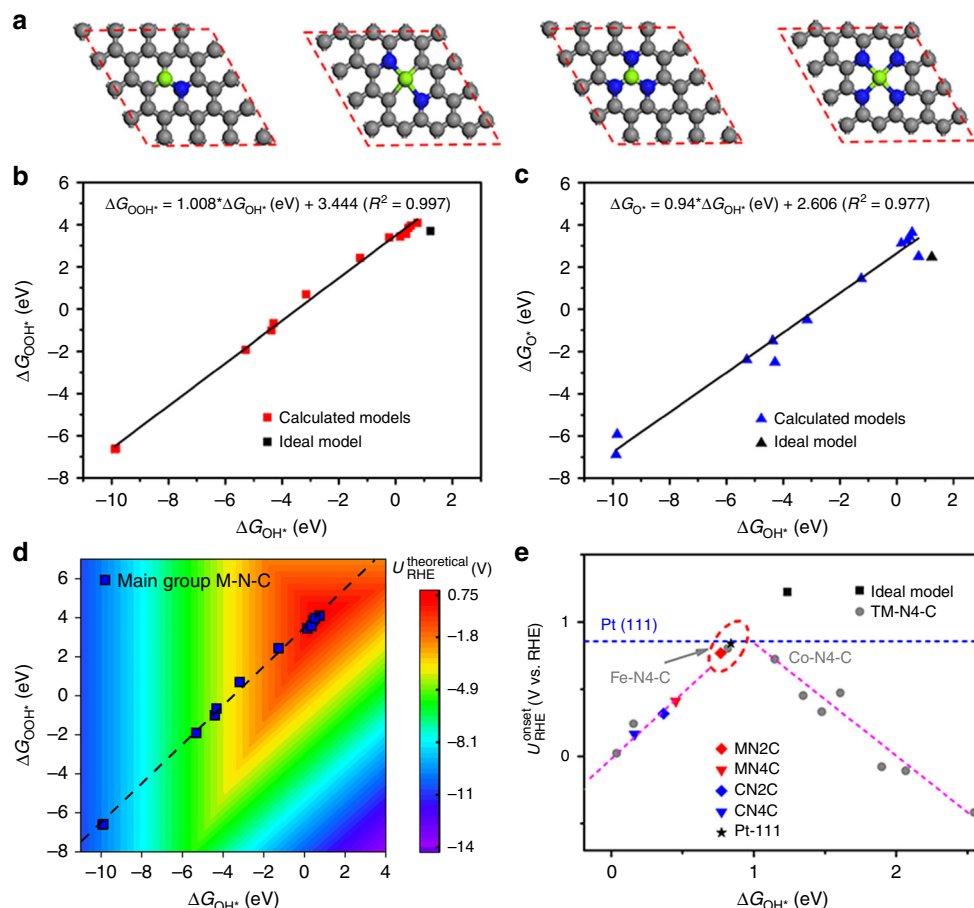 a
b
ΔG_OOH* = 1.008*ΔG_OH* (eV) + 3.444 (R² = 0.997)
6
4
2
0
−2
−4
−6
−8
ΔG_OOH* (eV)
Calculated models
Ideal model
−10
−8
−6
−4
−2
0
2
ΔG_OH* (eV)
c
ΔG_O* = 0.94*ΔG_OH* (eV) + 2.606 (R² = 0.977)
6
4
2
0
−2
−4
−6
−8
ΔG_O* (eV)
Calculated models
Ideal model
−10
−8
−6
−4
−2
0
2
ΔG_OH* (eV)
d
Main group M-N-C
6
4
2
0
−2
−4
−6
−8
ΔG_OOH* (eV)
−10
−8
−6
−4
−2
0
2
4
ΔG_OH* (eV)
U_RHE^theoretical (V)
0.75
−1.8
−4.9
−8.1
−11
−14
e
Ideal model
TM-N4-C
Pt (111)
Fe-N4-C
Co-N4-C
MN2C
MN4C
CN2C
CN4C
Pt-111
1
0
U_RHE^onset (V vs. RHE)
0
1
2
ΔG_OH* (eV)